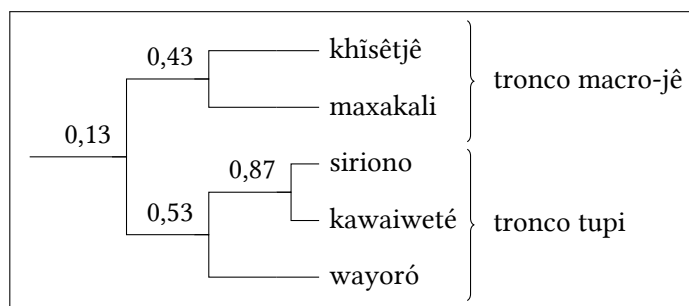 0,43
khĩsêtjê
tronco macro-jê
maxakali
0,13
0,87
siriono
0,53
kawaiweté
tronco tupi
wayoró